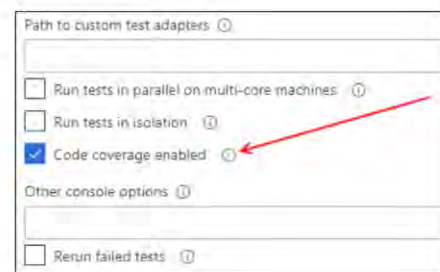 Path to custom test adapters
Run tests in parallel on multi-core machines
Run tests in isolation
Code coverage enabled
Other console options
Rerun failed tests